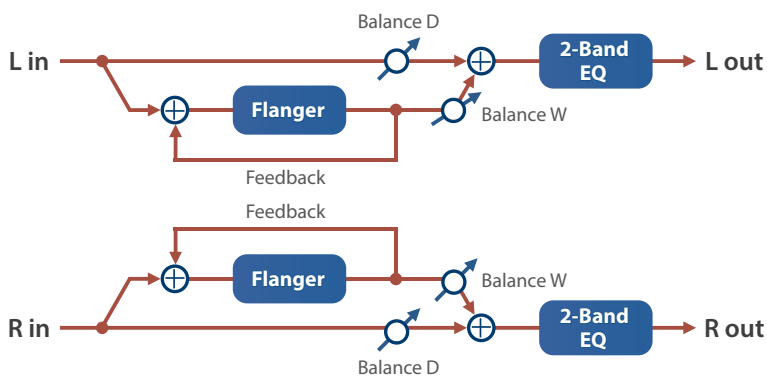 Balance D
L in
2-Band
EQ
L out
Flanger
Balance W
Feedback
Feedback
Flanger
Balance W
R in
2-Band
EQ
R out
Balance D